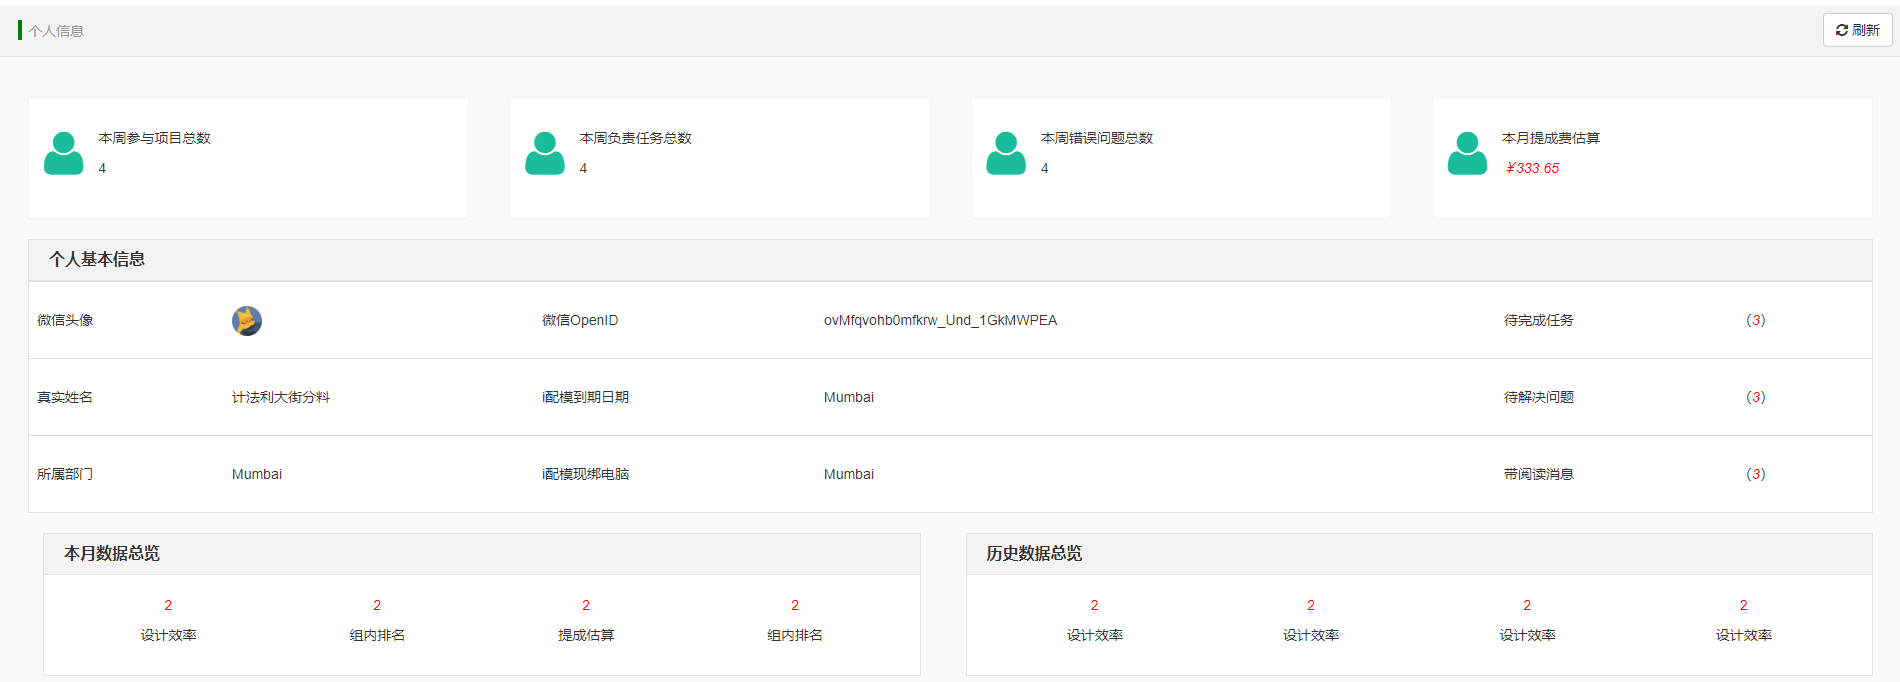 个人信息
刷新
本周参与项目总数
4
本周负责任务总数
4
本周错误问题总数
4
本月提成费估算
¥333.65
个人基本信息
微信头像 微信OpenID ovMfqvohb0mfkrw_Und_1GkMWPEA 待完成任务 (3)
真实姓名 计法利大街分料 i配模到期日期 Mumbai 待解决问题 (3)
所属部门 Mumbai i配模现绑电脑 Mumbai 带阅读消息 (3)
本月数据总览
2 2 2 2
设计效率 组内排名 提成估算 组内排名
历史数据总览
2 2 2 2
设计效率 设计效率 设计效率 设计效率